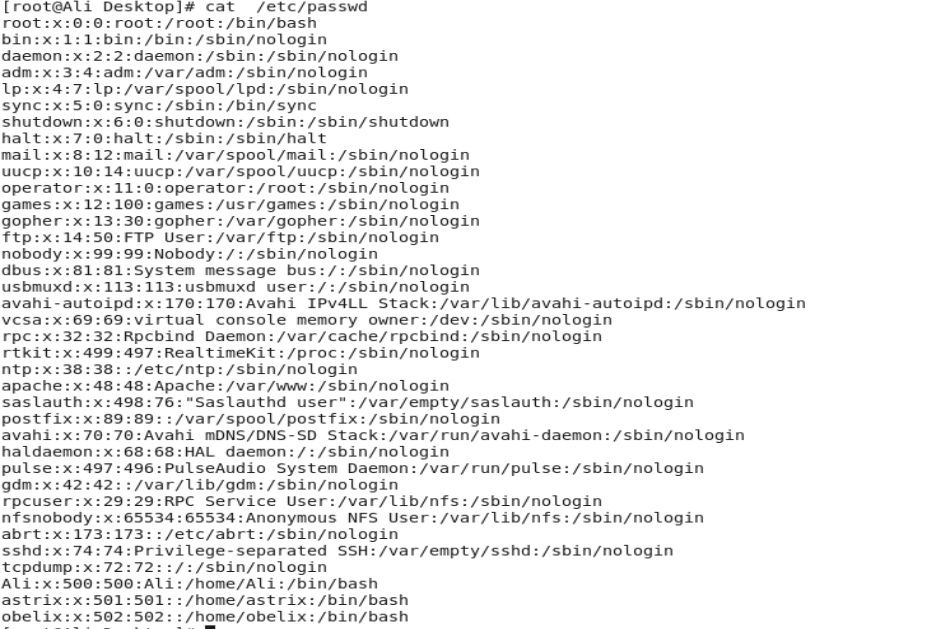 [root@Ali Desktop]# cat  /etc/passwd
root:x:0:0:root:/root:/bin/bash
bin:x:1:1:bin:/bin:/sbin/nologin
daemon:x:2:2:daemon:/sbin:/sbin/nologin
adm:x:3:4:adm:/var/adm:/sbin/nologin
lp:x:4:7:lp:/var/spool/lpd:/sbin/nologin
sync:x:5:0:sync:/sbin:/bin/sync
shutdown:x:6:0:shutdown:/sbin:/sbin/shutdown
halt:x:7:0:halt:/sbin:/sbin/halt
mail:x:8:12:mail:/var/spool/mail:/sbin/nologin
uucp:x:10:14:uucp:/var/spool/uucp:/sbin/nologin
operator:x:11:0:operator:/root:/sbin/nologin
games:x:12:100:games:/usr/games:/sbin/nologin
gopher:x:13:30:gopher:/var/gopher:/sbin/nologin
ftp:x:14:50:FTP User:/var/ftp:/sbin/nologin
nobody:x:99:99:Nobody:/:/sbin/nologin
dbus:x:81:81:System message bus:/:/sbin/nologin
usbmuxd:x:113:113:usbmuxd user:/:/sbin/nologin
avahi-autoipd:x:170:170:Avahi IPv4LL Stack:/var/lib/avahi-autoipd:/sbin/nologin
vcsa:x:69:69:virtual console memory owner:/dev:/sbin/nologin
rpc:x:32:32:Rpcbind Daemon:/var/cache/rpcbind:/sbin/nologin
rtkit:x:499:497:RealtimeKit:/proc:/sbin/nologin
ntp:x:38:38::/etc/ntp:/sbin/nologin
apache:x:48:48:Apache:/var/www:/sbin/nologin
saslauth:x:498:76:"Saslauthd user":/var/empty/saslauth:/sbin/nologin
postfix:x:89:89::/var/spool/postfix:/sbin/nologin
avahi:x:70:70:Avahi mDNS/DNS-SD Stack:/var/run/avahi-daemon:/sbin/nologin
haldaemon:x:68:68:HAL daemon:/:/sbin/nologin
pulse:x:497:496:PulseAudio System Daemon:/var/run/pulse:/sbin/nologin
gdm:x:42:42::/var/lib/gdm:/sbin/nologin
rpcuser:x:29:29:RPC Service User:/var/lib/nfs:/sbin/nologin
nfsnobody:x:65534:65534:Anonymous NFS User:/var/lib/nfs:/sbin/nologin
abrt:x:173:173::/etc/abrt:/sbin/nologin
sshd:x:74:74:Privilege-separated SSH:/var/empty/sshd:/sbin/nologin
tcpdump:x:72:72::/:/sbin/nologin
Ali:x:500:500:Ali:/home/Ali:/bin/bash
astrix:x:501:501::/home/astrix:/bin/bash
obelix:x:502:502::/home/obelix:/bin/bash